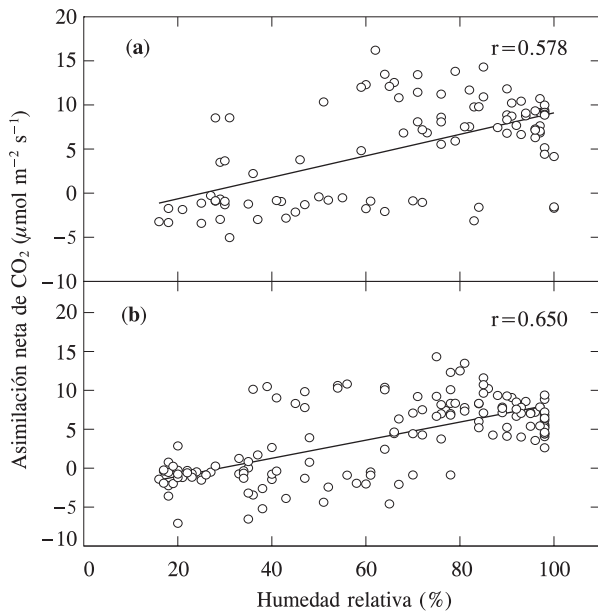 20
(a)
r=0.578
15
10
5
0
−5
−10
20
(b)
r=0.650
15
10
5
0
−5
−10
0 20 40 60 80 100
Humedad relativa (%)
Asimilación neta de CO₂ (μmol m⁻² s⁻¹)